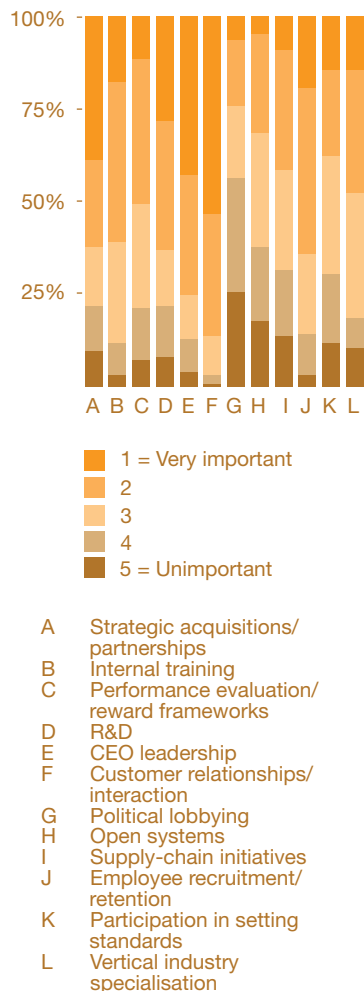 100%
75%
50%
25%
A B C D E F G H I J K L
1 = Very important
2
3
4
5 = Unimportant
A Strategic acquisitions/
partnerships
B Internal training
C Performance evaluation/
reward frameworks
D R&D
E CEO leadership
F Customer relationships/
interaction
G Political lobbying
H Open systems
I Supply-chain initiatives
J Employee recruitment/
retention
K Participation in setting
standards
L Vertical industry
specialisation